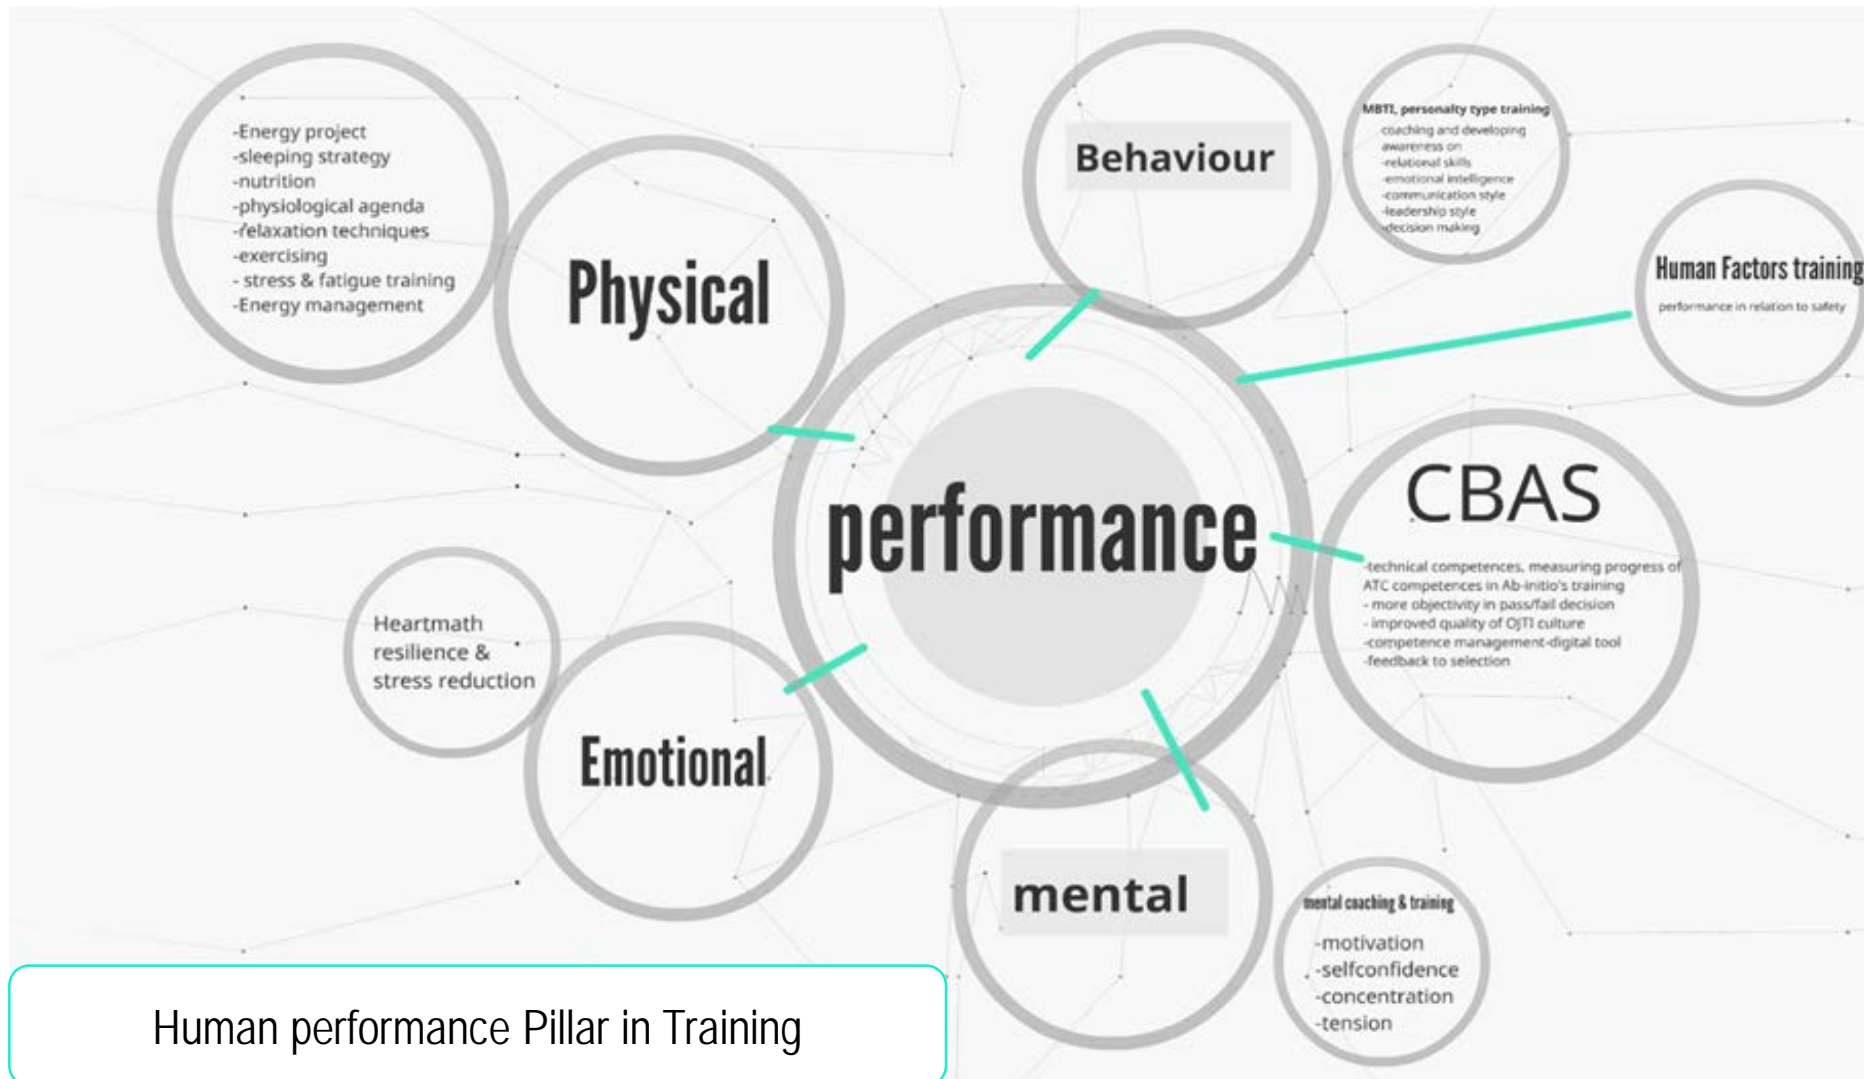 -Energy project
-sleeping strategy
-nutrition
-physiological agenda
-relaxation techniques
-exercising
- stress & fatigue training
-Energy management
Physical
Behaviour
MBTI, personalty type training
coaching and developing
awareness on
-relational skills
-emotional intelligence
-communication style
-leadership style
-decision making
Human Factors training
performance in relation to safety
performance
CBAS
-technical competences, measuring progress of
ATC competences in Ab-initio's training
- more objectivity in pass/fail decision
- improved quality of OJTI culture
-competence management-digital tool
-feedback to selection
Heartmath
resilience &
stress reduction
Emotional
mental
mental coaching & training
-motivation
-selfconfidence
-concentration
-tension
Human performance Pillar in Training